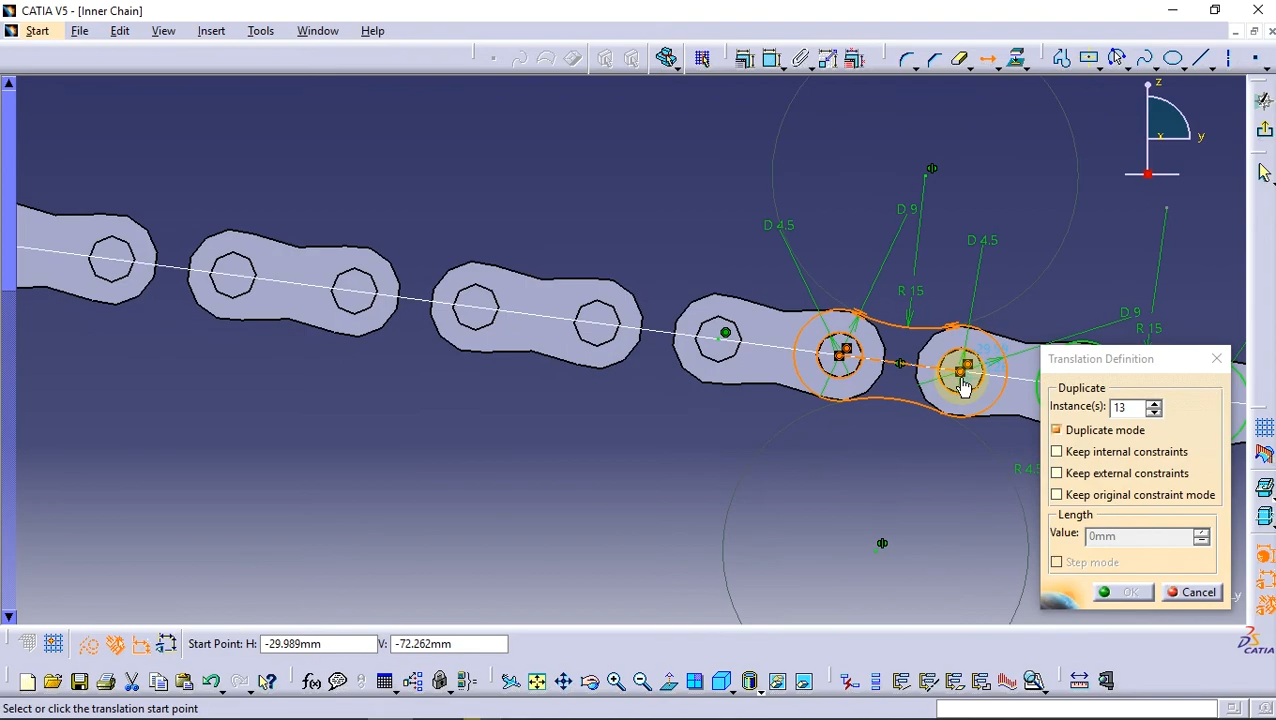 CATIA V5 - [Inner Chain]
Start File Edit View Insert Tools Window Help
z
x y
D 4.5
D 9
D 4.5
R 15
D 9
R 15
R 4.5
Translation Definition
Duplicate
Instance(s): 13
Duplicate mode
Keep internal constraints
Keep external constraints
Keep original constraint mode
Length
Value: 0mm
Step mode
OK Cancel
Start Point: H: -29.989mm V: -72.262mm
CATIA
f(x)
Select or click the translation start point